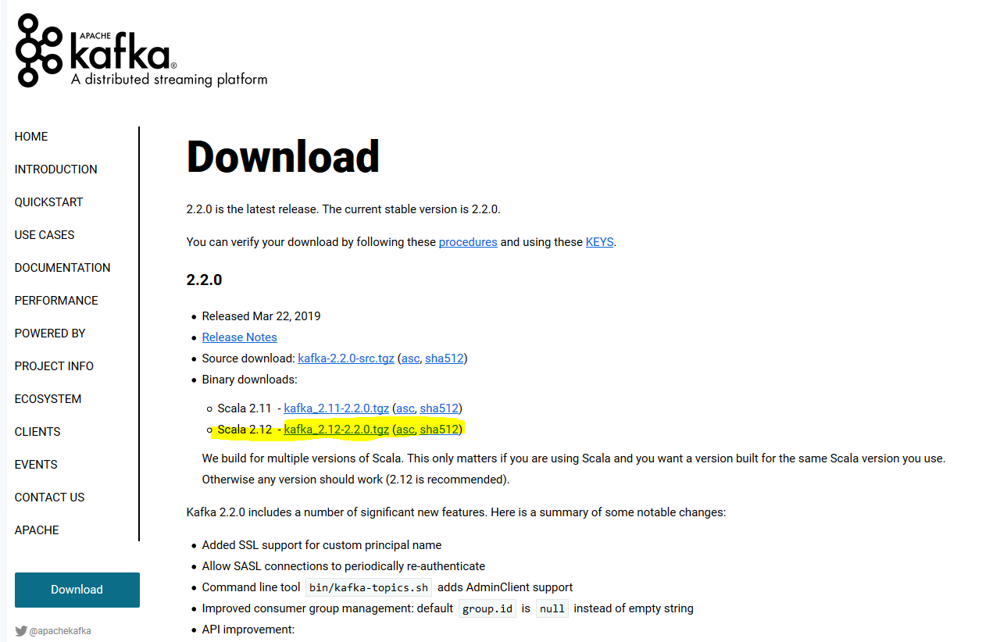 APACHE
kafka®
A distributed streaming platform
HOME
INTRODUCTION
QUICKSTART
USE CASES
DOCUMENTATION
PERFORMANCE
POWERED BY
PROJECT INFO
ECOSYSTEM
CLIENTS
EVENTS
CONTACT US
APACHE
Download
@apachekafka
Download
2.2.0 is the latest release. The current stable version is 2.2.0.
You can verify your download by following these procedures and using these KEYS.
2.2.0
• Released Mar 22, 2019
• Release Notes
• Source download: kafka-2.2.0-src.tgz (asc, sha512)
• Binary downloads:
◦ Scala 2.11 - kafka_2.11-2.2.0.tgz (asc, sha512)
◦ Scala 2.12 - kafka_2.12-2.2.0.tgz (asc, sha512)
We build for multiple versions of Scala. This only matters if you are using Scala and you want a version built for the same Scala version you use.
Otherwise any version should work (2.12 is recommended).
Kafka 2.2.0 includes a number of significant new features. Here is a summary of some notable changes:
• Added SSL support for custom principal name
• Allow SASL connections to periodically re-authenticate
• Command line tool bin/kafka-topics.sh adds AdminClient support
• Improved consumer group management: default group.id is null instead of empty string
• API improvement: